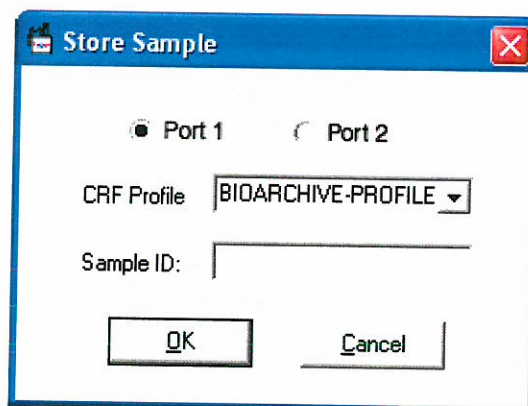 Store Sample
Port 1 Port 2
CRF Profile BIOARCHIVE-PROFILE
Sample ID:
OK Cancel